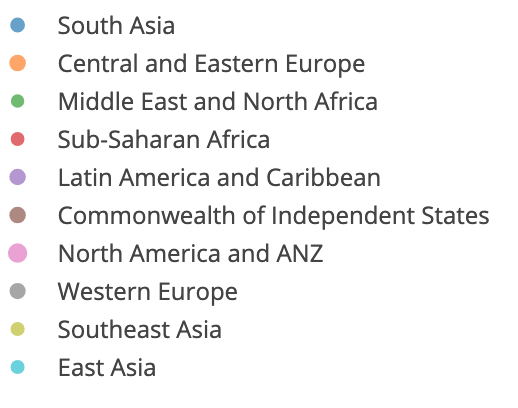 South Asia
Central and Eastern Europe
Middle East and North Africa
Sub-Saharan Africa
Latin America and Caribbean
Commonwealth of Independent States
North America and ANZ
Western Europe
Southeast Asia
East Asia